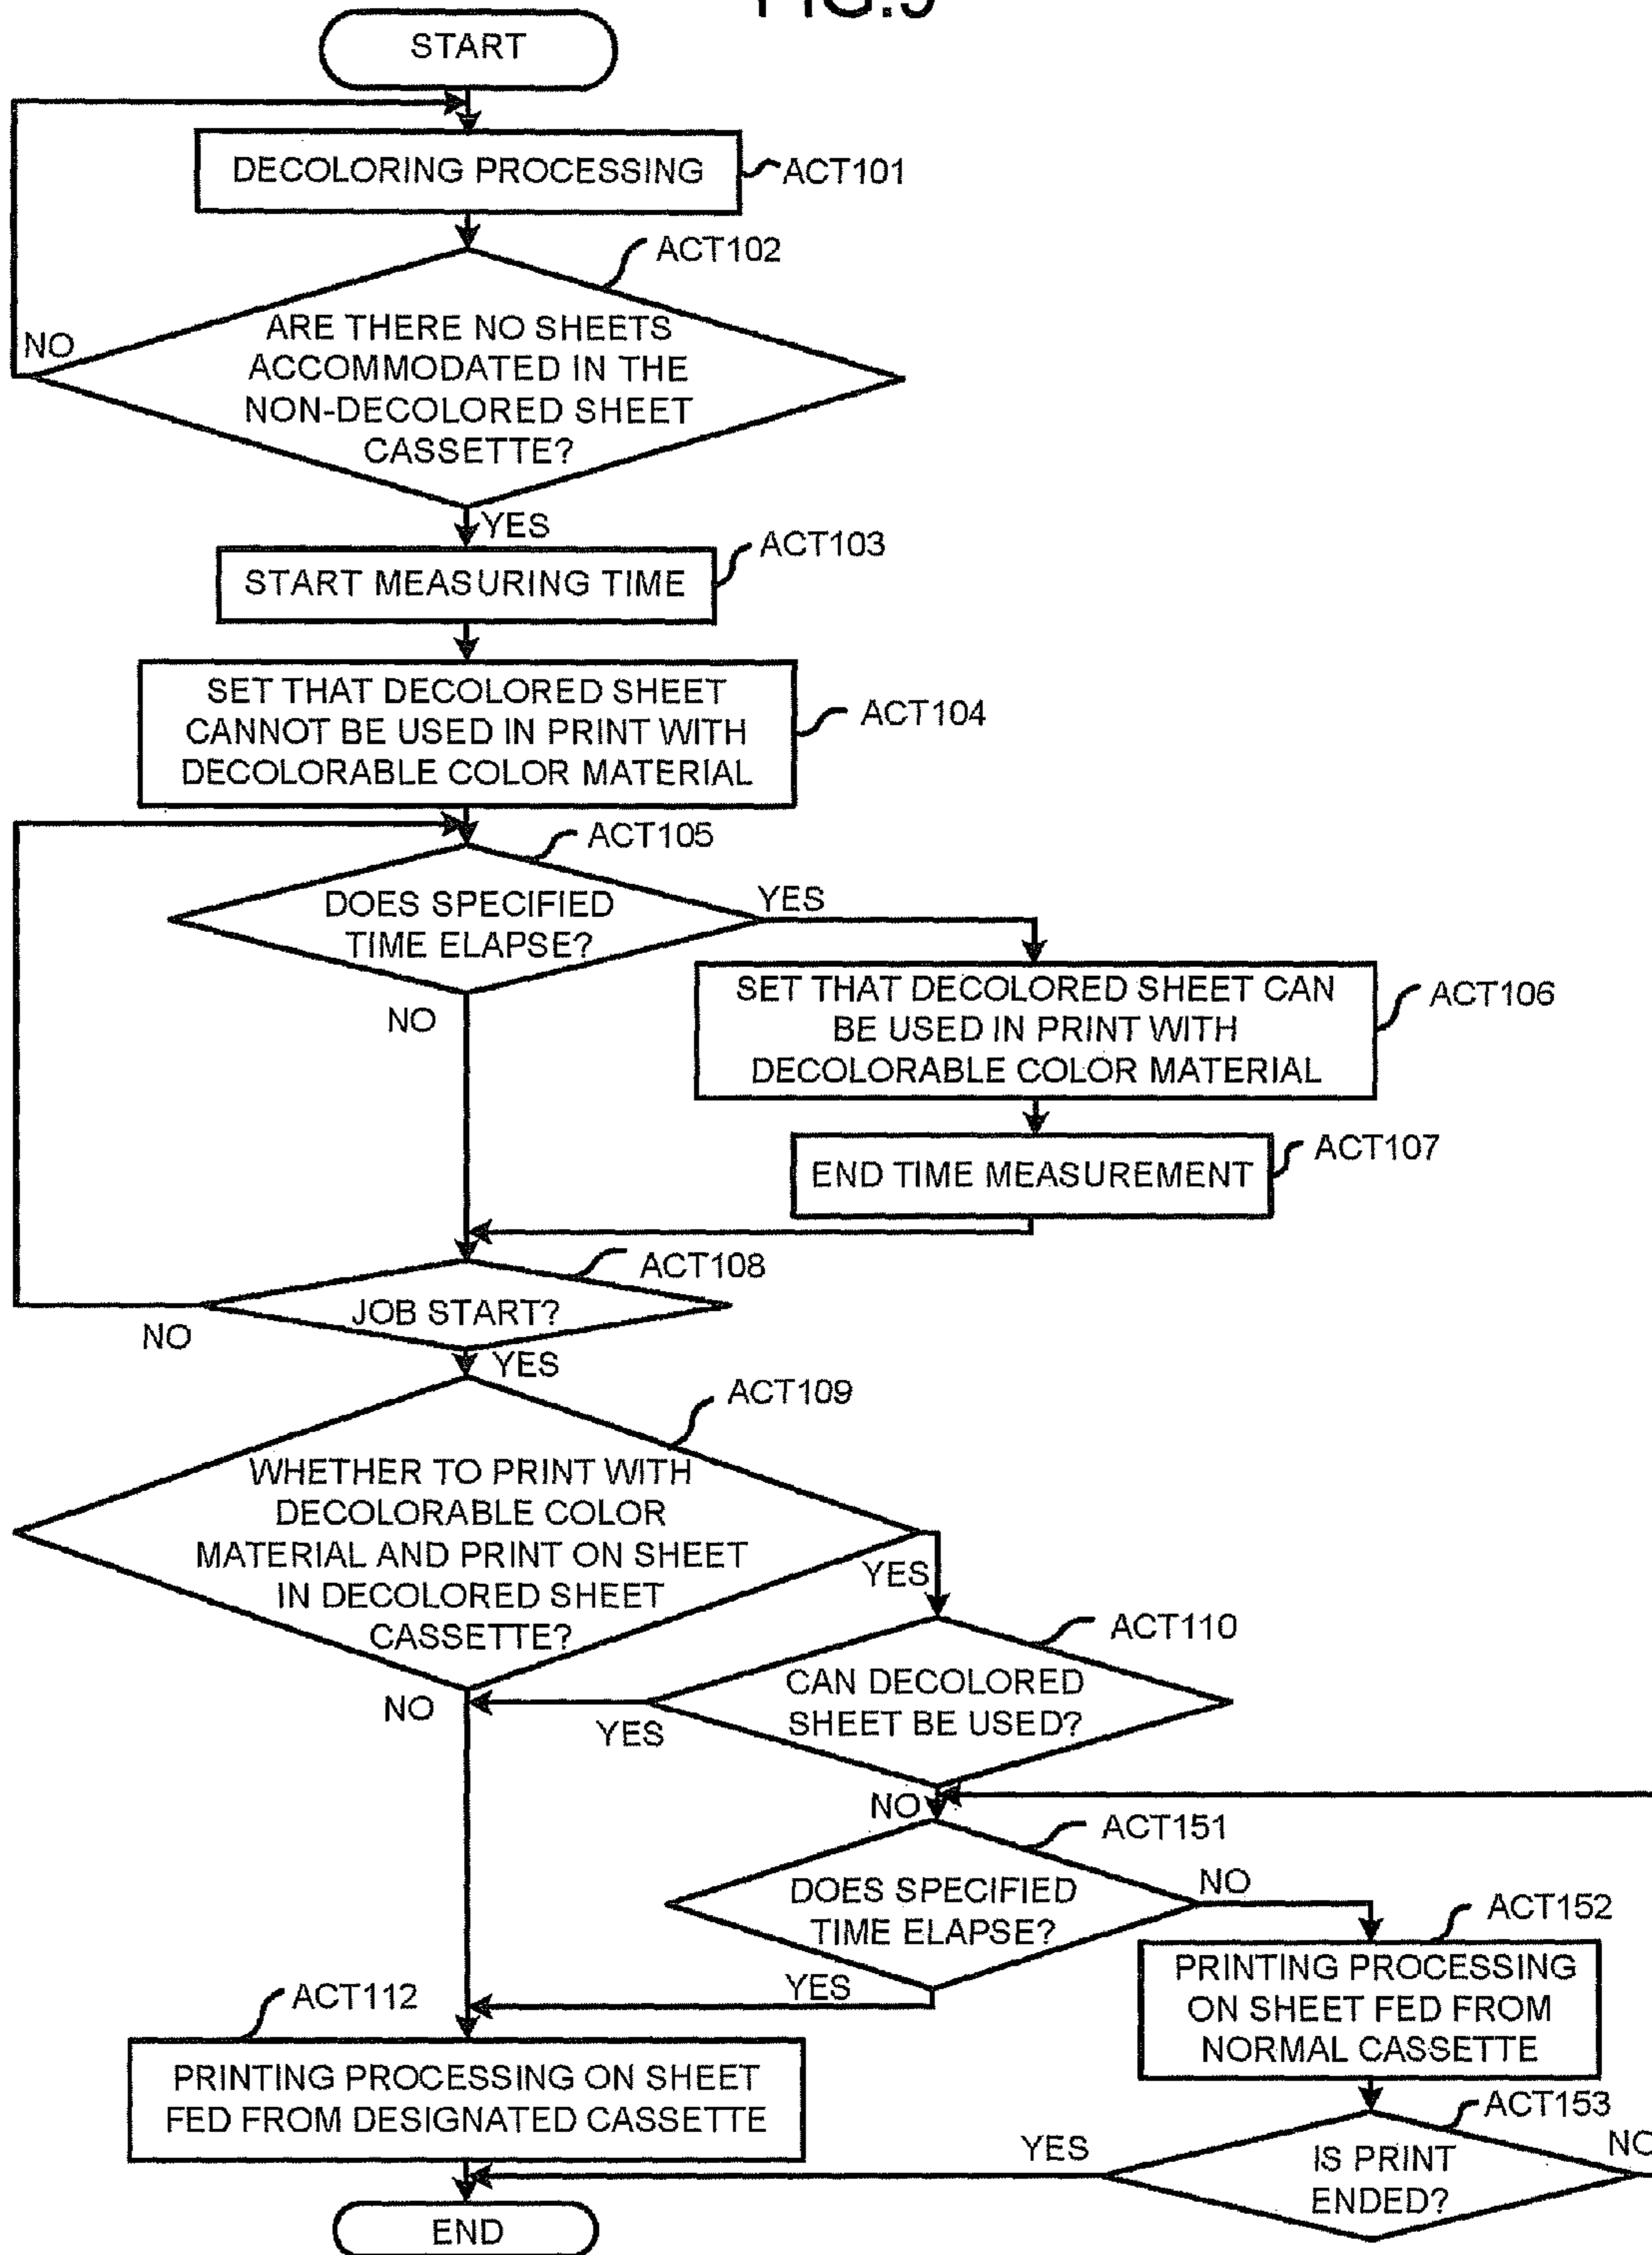 START
DECOLORING PROCESSING
ACT101
ACT102
ARE THERE NO SHEETS
ACCOMMODATED IN THE
NON-DECOLORED SHEET
CASSETTE?
NO
YES
ACT103
START MEASURING TIME
SET THAT DECOLORED SHEET
CANNOT BE USED IN PRINT WITH
DECOLORABLE COLOR MATERIAL
ACT104
ACT105
DOES SPECIFIED
TIME ELAPSE?
YES
NO
SET THAT DECOLORED SHEET CAN
BE USED IN PRINT WITH
DECOLORABLE COLOR MATERIAL
ACT106
END TIME MEASUREMENT
ACT107
ACT108
JOB START?
NO
YES
ACT109
WHETHER TO PRINT WITH
DECOLORABLE COLOR
MATERIAL AND PRINT ON SHEET
IN DECOLORED SHEET
CASSETTE?
YES
NO
ACT110
CAN DECOLORED
SHEET BE USED?
YES
NO
ACT151
DOES SPECIFIED
TIME ELAPSE?
NO
YES
ACT152
PRINTING PROCESSING
ON SHEET FED FROM
NORMAL CASSETTE
ACT112
PRINTING PROCESSING ON SHEET
FED FROM DESIGNATED CASSETTE
ACT153
IS PRINT
ENDED?
YES
NO
END